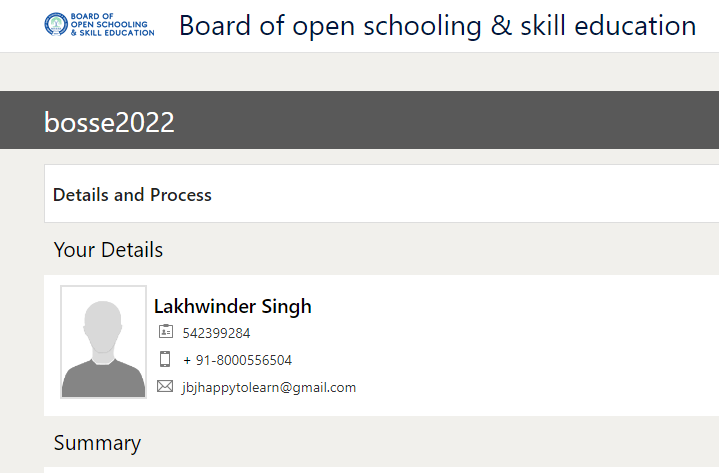 BOARD OF
OPEN SCHOOLING
& SKILL EDUCATION
Board of open schooling & skill education
bosse2022
Details and Process
Your Details
Lakhwinder Singh
542399284
+ 91-8000556504
jbjhappytolearn@gmail.com
Summary